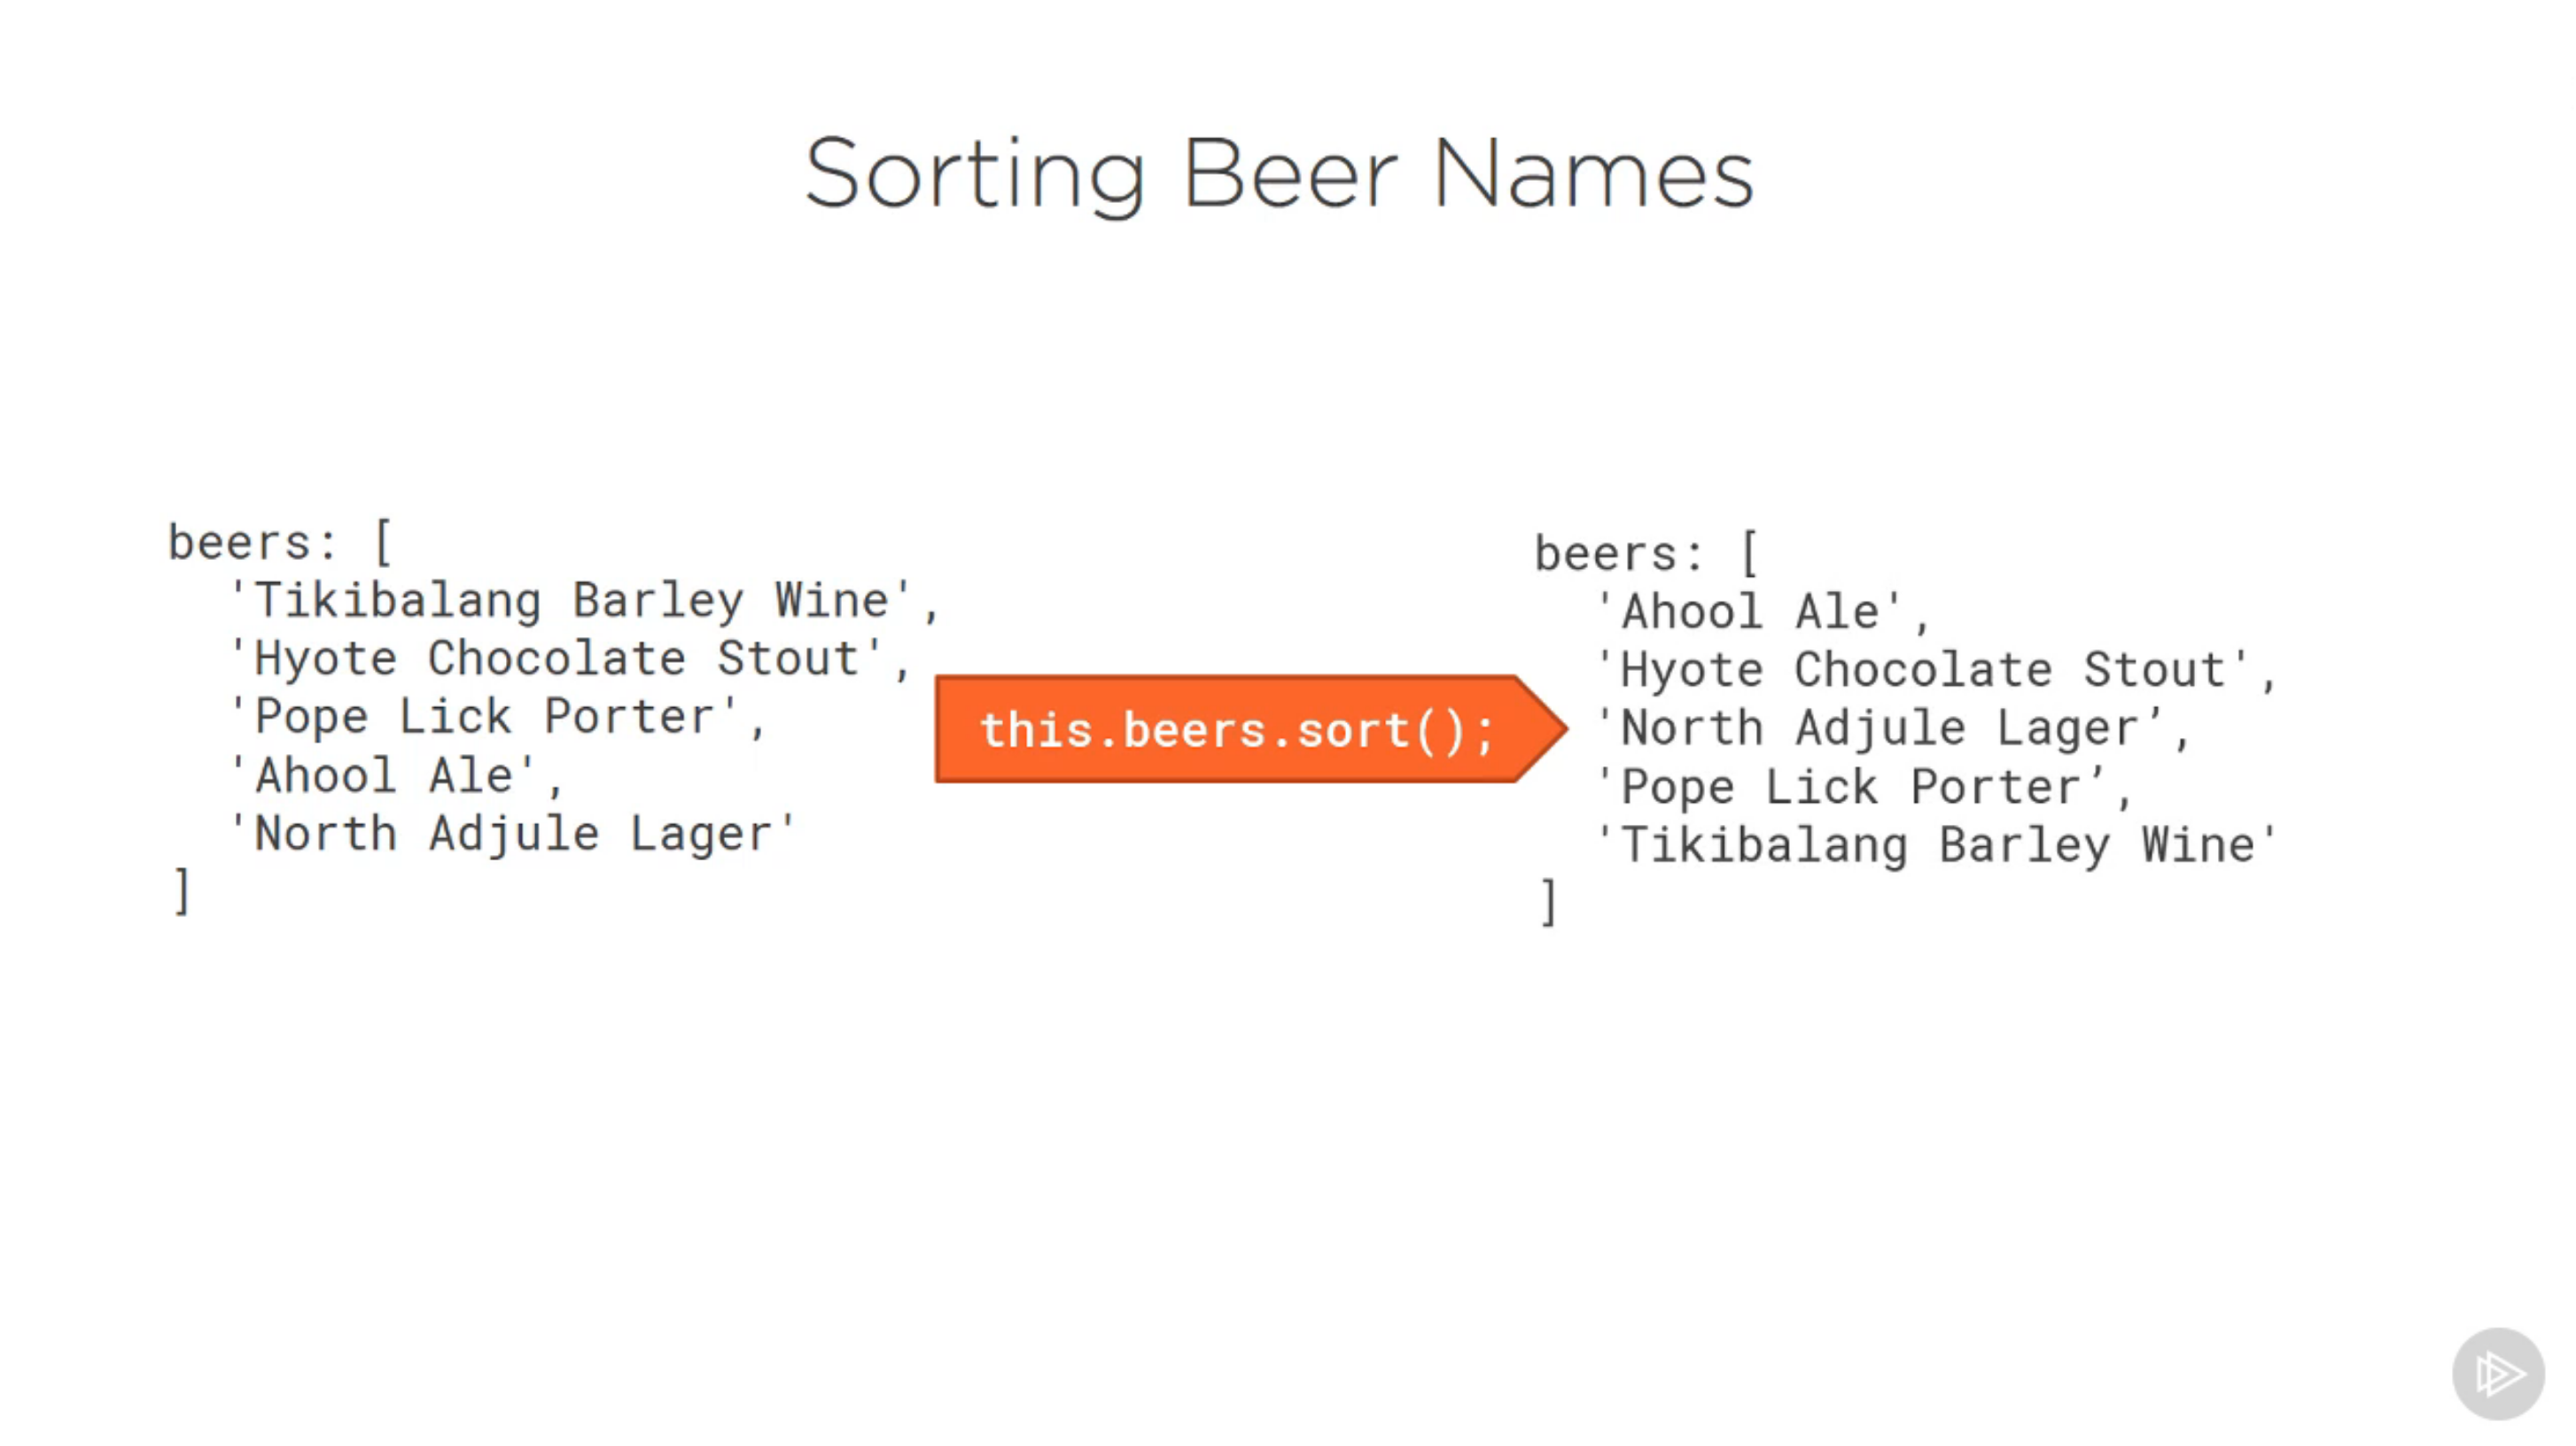 Sorting Beer Names
beers: [
'Tikibalang Barley Wine',
'Hyote Chocolate Stout',
'Pope Lick Porter',
'Ahool Ale',
'North Adjule Lager'
]
this.beers.sort();
beers: [
'Ahool Ale',
'Hyote Chocolate Stout',
'North Adjule Lager’,
'Pope Lick Porter’,
'Tikibalang Barley Wine'
]